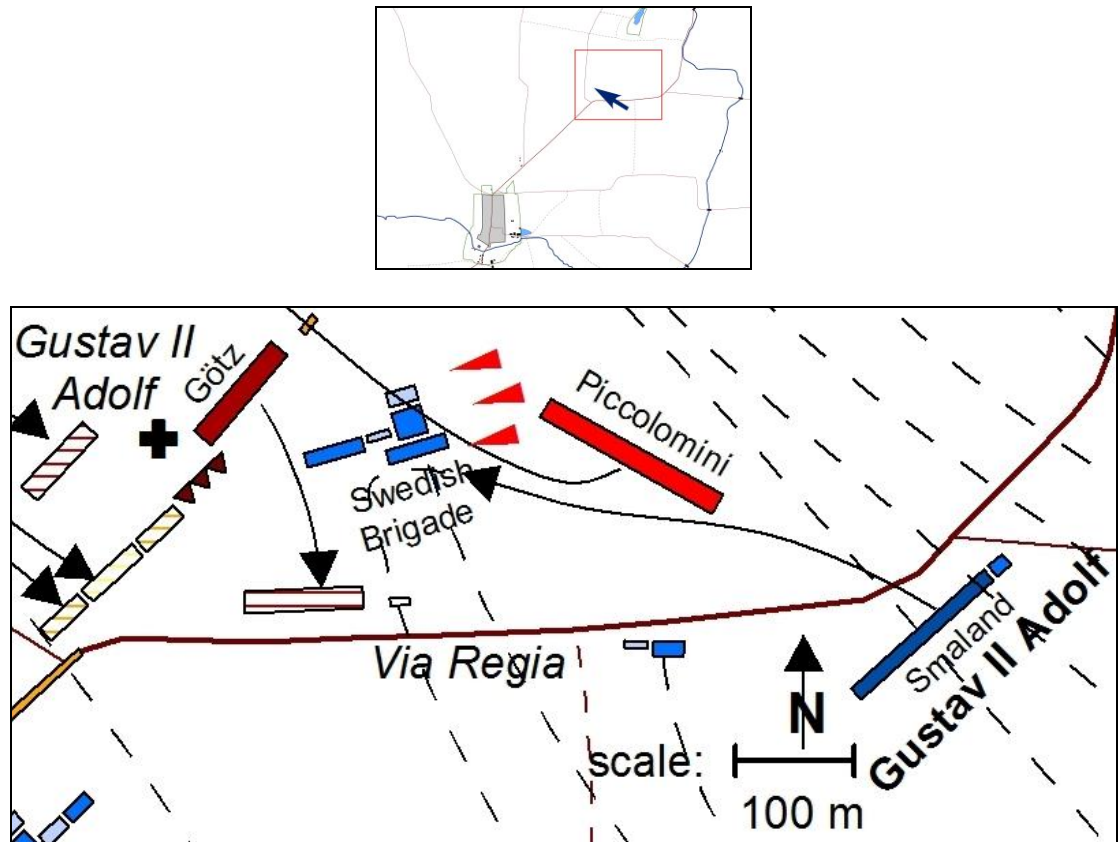 Gustav II
Adolf
Götz
Piccolomini
Swedish
Brigade
Smaland
Gustav II Adolf
Via Regia
N
scale:
100 m